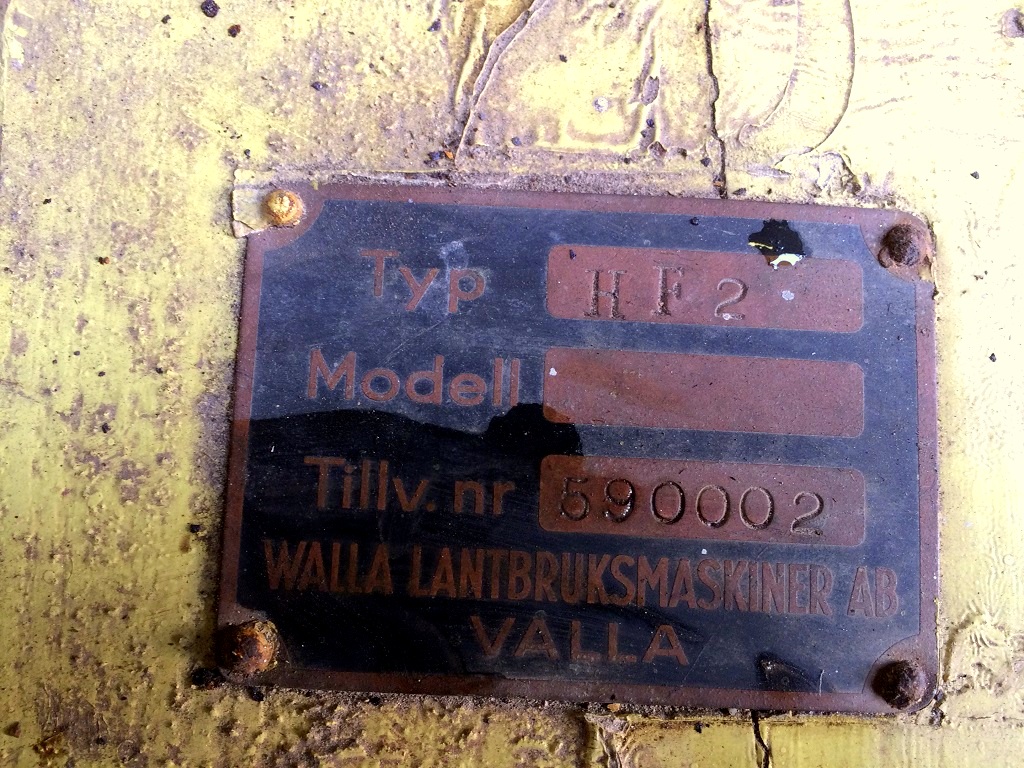 Typ HF2
Modell
Tillv. nr 590002
WALLA LANTBRUKSMASKINER AB
VALLA